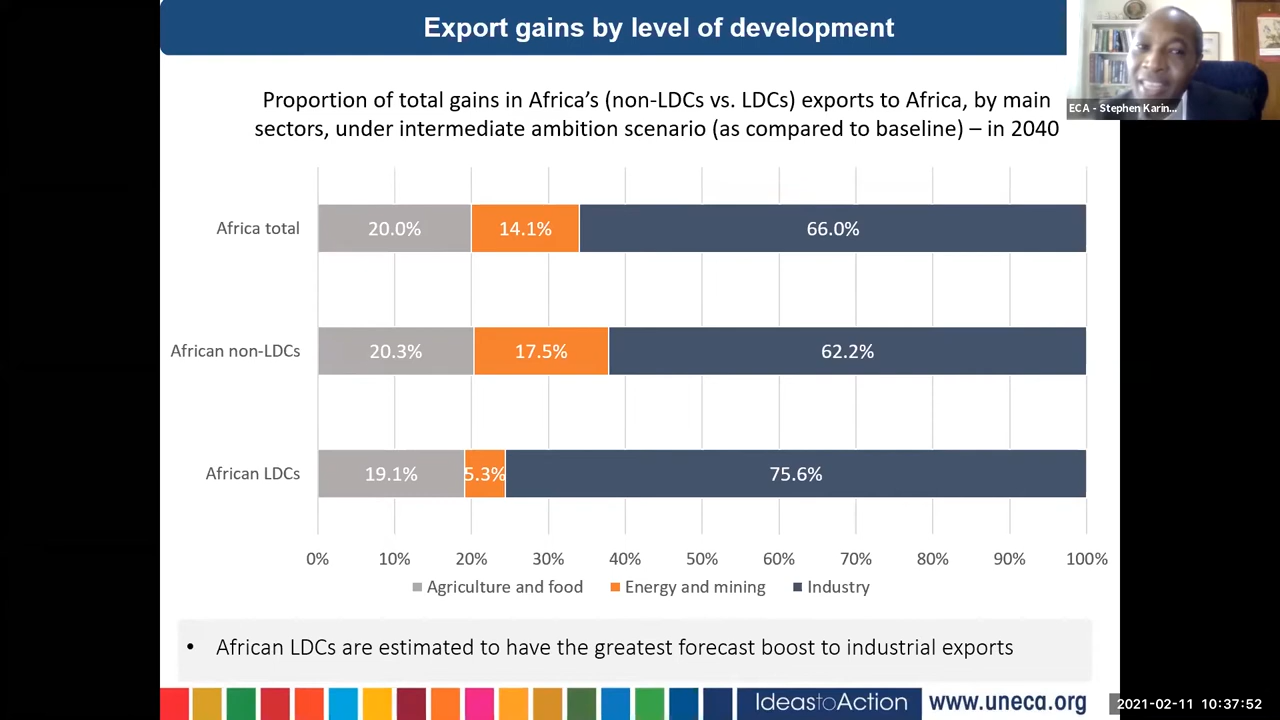 Export gains by level of development
ECA - Stephen Karin...
Proportion of total gains in Africa’s (non-LDCs vs. LDCs) exports to Africa, by main
sectors, under intermediate ambition scenario (as compared to baseline) – in 2040
Africa total 20.0% 14.1% 66.0%
African non-LDCs 20.3% 17.5% 62.2%
African LDCs 19.1% 5.3% 75.6%
0% 10% 20% 30% 40% 50% 60% 70% 80% 90% 100%
Agriculture and food Energy and mining Industry
• African LDCs are estimated to have the greatest forecast boost to industrial exports
IdeastoAction www.uneca.org
2021-02-11 10:37:52